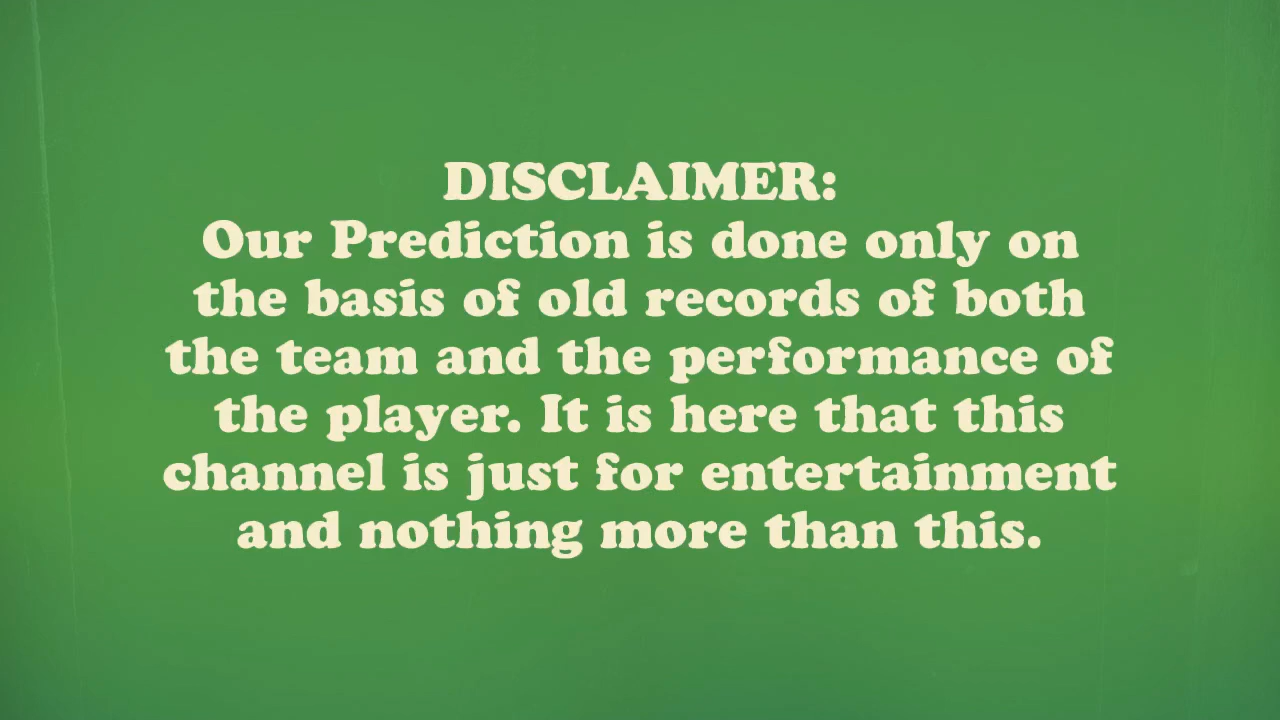 DISCLAIMER:
Our Prediction is done only on
the basis of old records of both
the team and the performance of
the player. It is here that this
channel is just for entertainment
and nothing more than this.